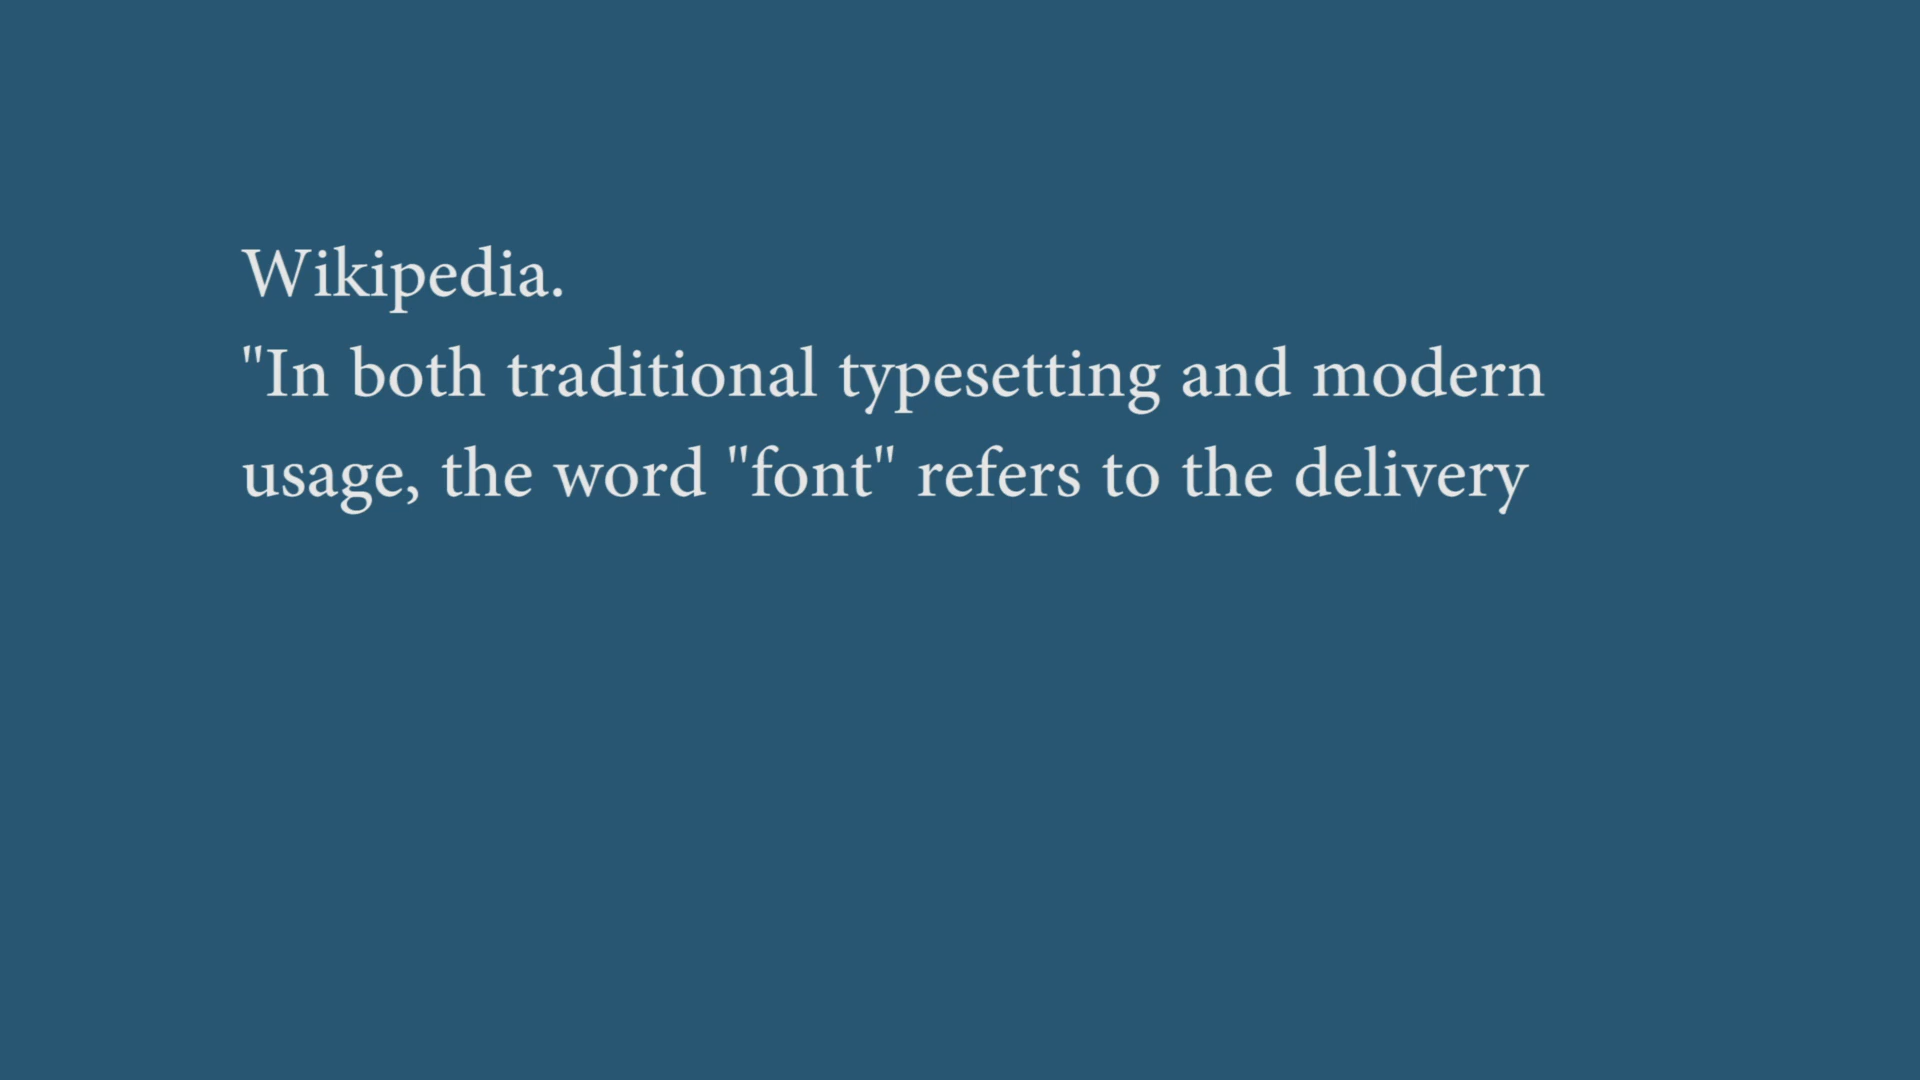 Wikipedia.
"In both traditional typesetting and modern
usage, the word "font" refers to the delivery